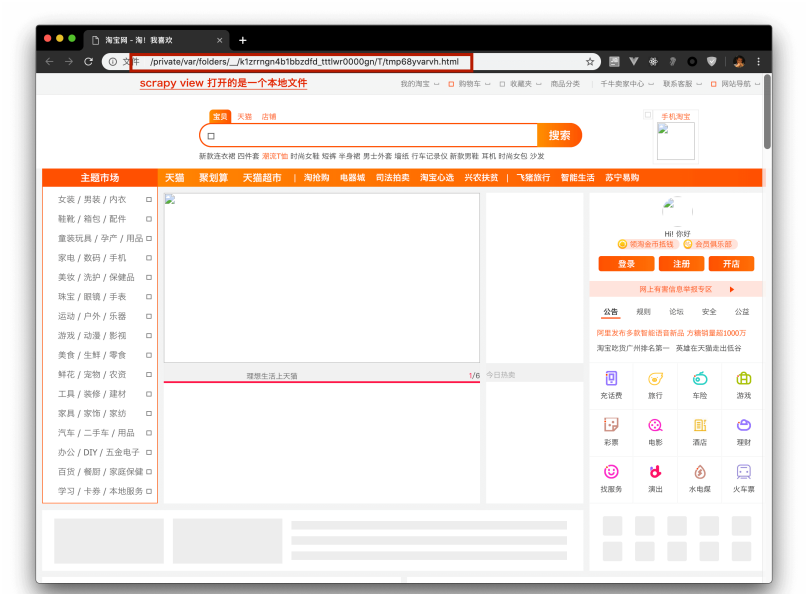 淘宝网 - 淘！我喜欢
文件 /private/var/folders/__/k1zrrngn4b1bbzdfd_tttlwr0000gn/T/tmp68yvarvh.html
scrapy view 打开的是一个本地文件
我的淘宝 购物车 收藏夹 商品分类 | 千牛卖家中心 联系客服 网站导航
宝贝 天猫 店铺
搜索
手机淘宝
新款连衣裙 四件套 潮流T恤 时尚女鞋 短裤 半身裙 男士外套 墙纸 行车记录仪 新款男鞋 耳机 时尚女包 沙发
主题市场
天猫 聚划算 天猫超市 | 淘抢购 电器城 司法拍卖 淘宝心选 兴农扶贫 | 飞猪旅行 智能生活 苏宁易购
女装 / 男装 / 内衣
鞋靴 / 箱包 / 配件
童装玩具 / 孕产 / 用品
家电 / 数码 / 手机
美妆 / 洗护 / 保健品
珠宝 / 眼镜 / 手表
运动 / 户外 / 乐器
游戏 / 动漫 / 影视
美食 / 生鲜 / 零食
鲜花 / 宠物 / 农资
工具 / 装修 / 建材
家具 / 家饰 / 家纺
汽车 / 二手车 / 用品
办公 / DIY / 五金电子
百货 / 餐厨 / 家庭保健
学习 / 卡券 / 本地服务
理想生活上天猫 1/6
今日热卖
Hi! 你好
领淘金币抵钱 会员俱乐部
登录 注册 开店
网上有害信息举报专区
公告 规则 论坛 安全 公益
阿里发布多款智能语音新品 方糖销量超1000万
淘宝吃货广州排名第一 英雄在天猫走出低谷
充话费 旅行 车险 游戏
彩票 电影 酒店 理财
找服务 演出 水电煤 火车票